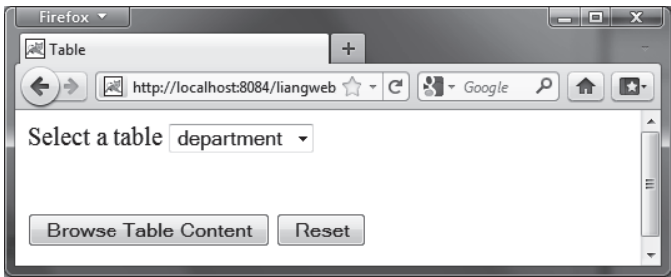 Firefox
Table
http://localhost:8084/liangweb
Google
Select a table department
Browse Table Content Reset